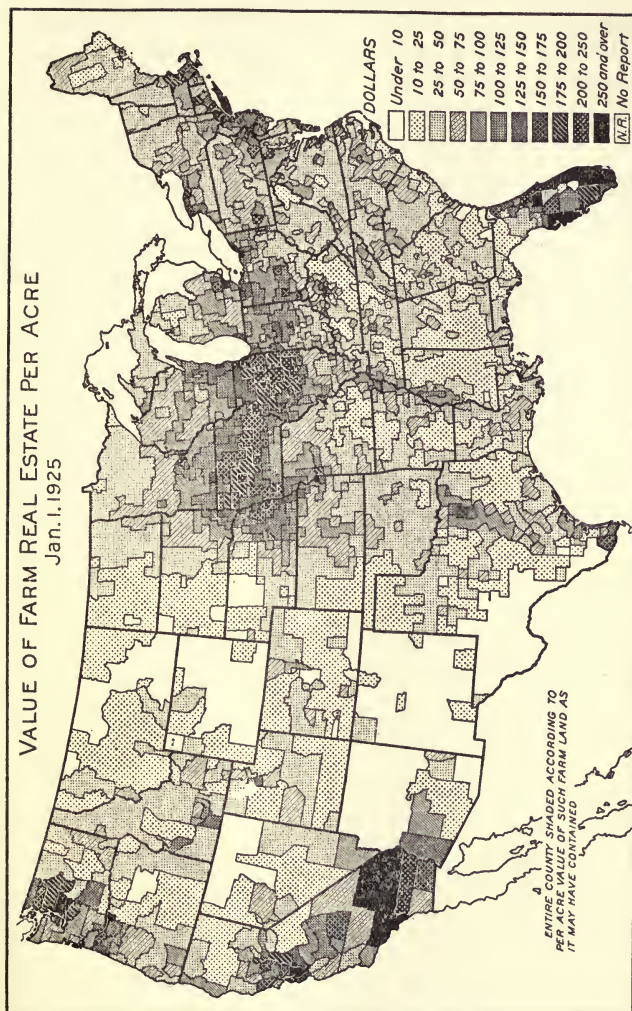 VALUE OF FARM REAL ESTATE PER ACRE
Jan. 1, 1925
DOLLARS
Under 10
10 to 25
25 to 50
50 to 75
75 to 100
100 to 125
125 to 150
150 to 175
175 to 200
200 to 250
250 and over
N.R. No Report
ENTIRE COUNTY SHADED ACCORDING TO
PER ACRE VALUE OF SUCH FARM LAND AS
IT MAY HAVE CONTAINED